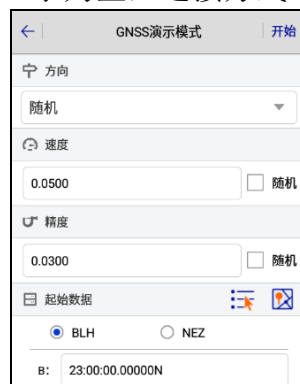 GNSS演示模式 开始
方向
随机
速度
0.0500 随机
精度
0.0300 随机
起始数据
BLH NEZ
B: 23:00:00.00000N